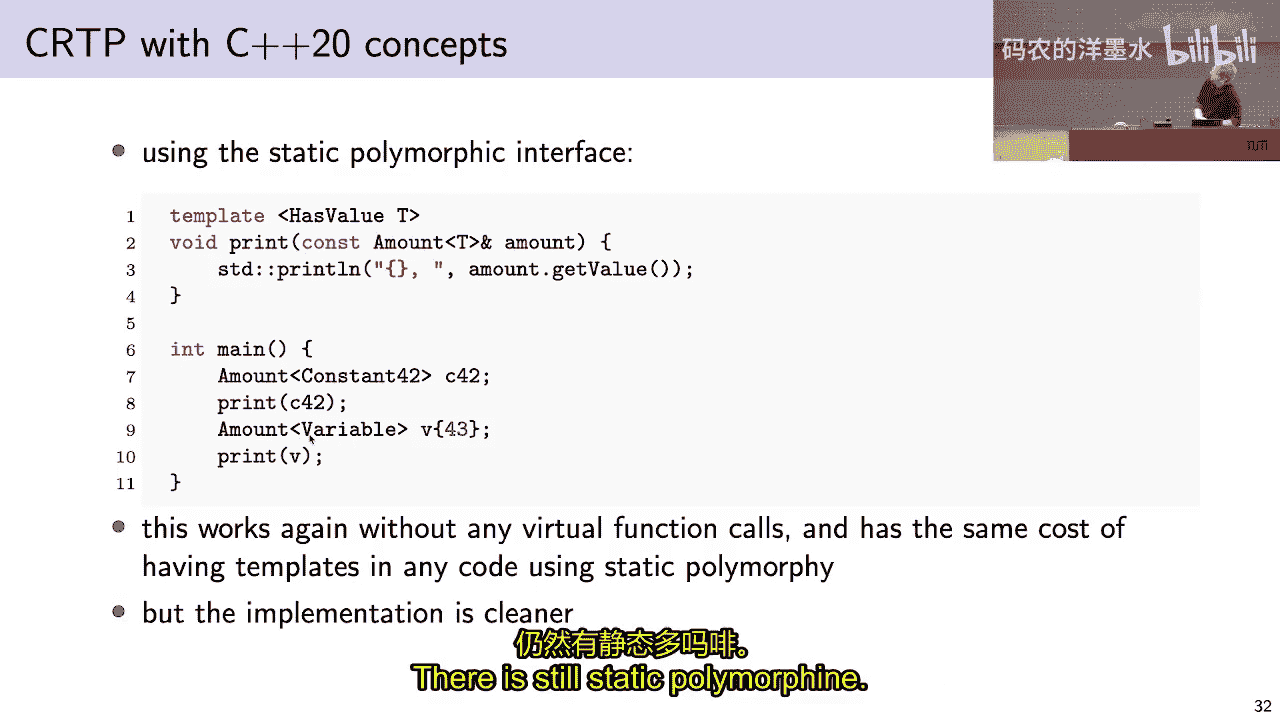 CRTP with C++20 concepts
码农的洋墨水 bilibili
using the static polymorphic interface:
1 template <HasValue T>
2 void print(const Amount<T>& amount) {
3 std::println("{}, ", amount.getValue());
4 }
5
6 int main() {
7 Amount<Constant42> c42;
8 print(c42);
9 Amount<Variable> v{43};
10 print(v);
11 }
this works again without any virtual function calls, and has the same cost of
having templates in any code using static polymorphy
but the implementation is cleaner
仍然有静态多吗啡。
There is still static polymorphine.
32